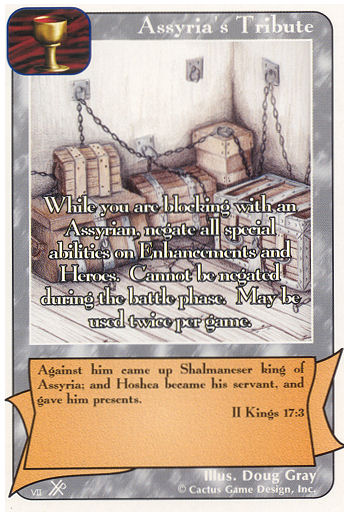 Assyria's Tribute
While you are blocking with an
Assyrian, negate all special
abilities on Enhancements and
Heroes. Cannot be negated
during the battle phase. May be
used twice per game.
Against him came up Shalmaneser king of
Assyria; and Hoshea became his servant, and
gave him presents.
II Kings 17:3
VII
Illus. Doug Gray
© Cactus Game Design, Inc.